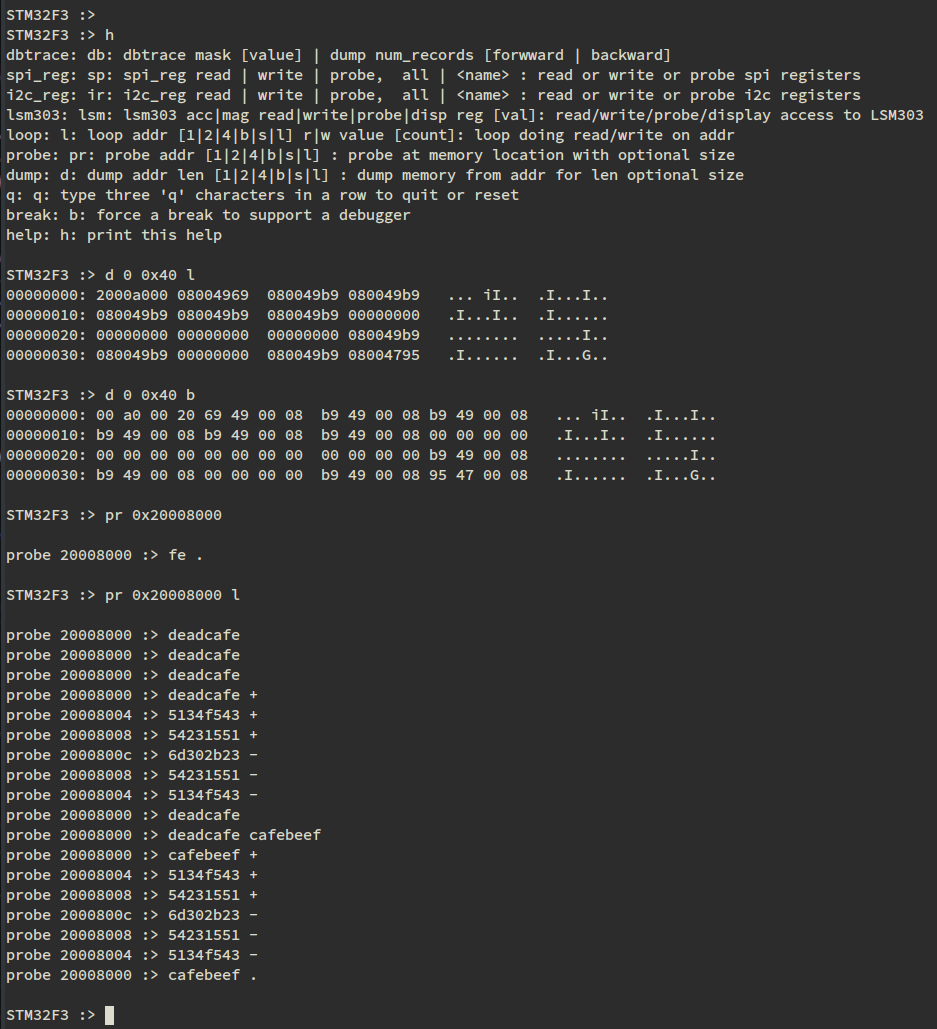 STM32F3 :>
STM32F3 :> h
dbtrace: db: dbtrace mask [value] | dump num_records [forwward | backward]
spi_reg: sp: spi_reg read | write | probe,  all | <name> : read or write or probe spi registers
i2c_reg: ir: i2c_reg read | write | probe,  all | <name> : read or write or probe i2c registers
lsm303: lsm: lsm303 acc|mag read|write|probe|disp reg [val]: read/write/probe/display access to LSM303
loop: l: loop addr [1|2|4|b|s|l] r|w value [count]: loop doing read/write on addr
probe: pr: probe addr [1|2|4|b|s|l] : probe at memory location with optional size
dump: d: dump addr len [1|2|4|b|s|l] : dump memory from addr for len optional size
q: q: type three 'q' characters in a row to quit or reset
break: b: force a break to support a debugger
help: h: print this help

STM32F3 :> d 0 0x40 l
00000000: 2000a000 08004969  080049b9 080049b9   ... iI..  .I...I..
00000010: 080049b9 080049b9  080049b9 00000000   .I...I..  .I......
00000020: 00000000 00000000  00000000 080049b9   ........  .....I..
00000030: 080049b9 00000000  080049b9 08004795   .I......  .I...G..

STM32F3 :> d 0 0x40 b
00000000: 00 a0 00 20 69 49 00 08  b9 49 00 08 b9 49 00 08   ... iI..  .I...I..
00000010: b9 49 00 08 b9 49 00 08  b9 49 00 08 00 00 00 00   .I...I..  .I......
00000020: 00 00 00 00 00 00 00 00  00 00 00 00 b9 49 00 08   ........  .....I..
00000030: b9 49 00 08 00 00 00 00  b9 49 00 08 95 47 00 08   .I......  .I...G..

STM32F3 :> pr 0x20008000

probe 20008000 :> fe .

STM32F3 :> pr 0x20008000 l

probe 20008000 :> deadcafe
probe 20008000 :> deadcafe
probe 20008000 :> deadcafe
probe 20008000 :> deadcafe +
probe 20008004 :> 5134f543 +
probe 20008008 :> 54231551 +
probe 2000800c :> 6d302b23 -
probe 20008008 :> 54231551 -
probe 20008004 :> 5134f543 -
probe 20008000 :> deadcafe
probe 20008000 :> deadcafe cafebeef
probe 20008000 :> cafebeef +
probe 20008004 :> 5134f543 +
probe 20008008 :> 54231551 +
probe 2000800c :> 6d302b23 -
probe 20008008 :> 54231551 -
probe 20008004 :> 5134f543 -
probe 20008000 :> cafebeef .

STM32F3 :>